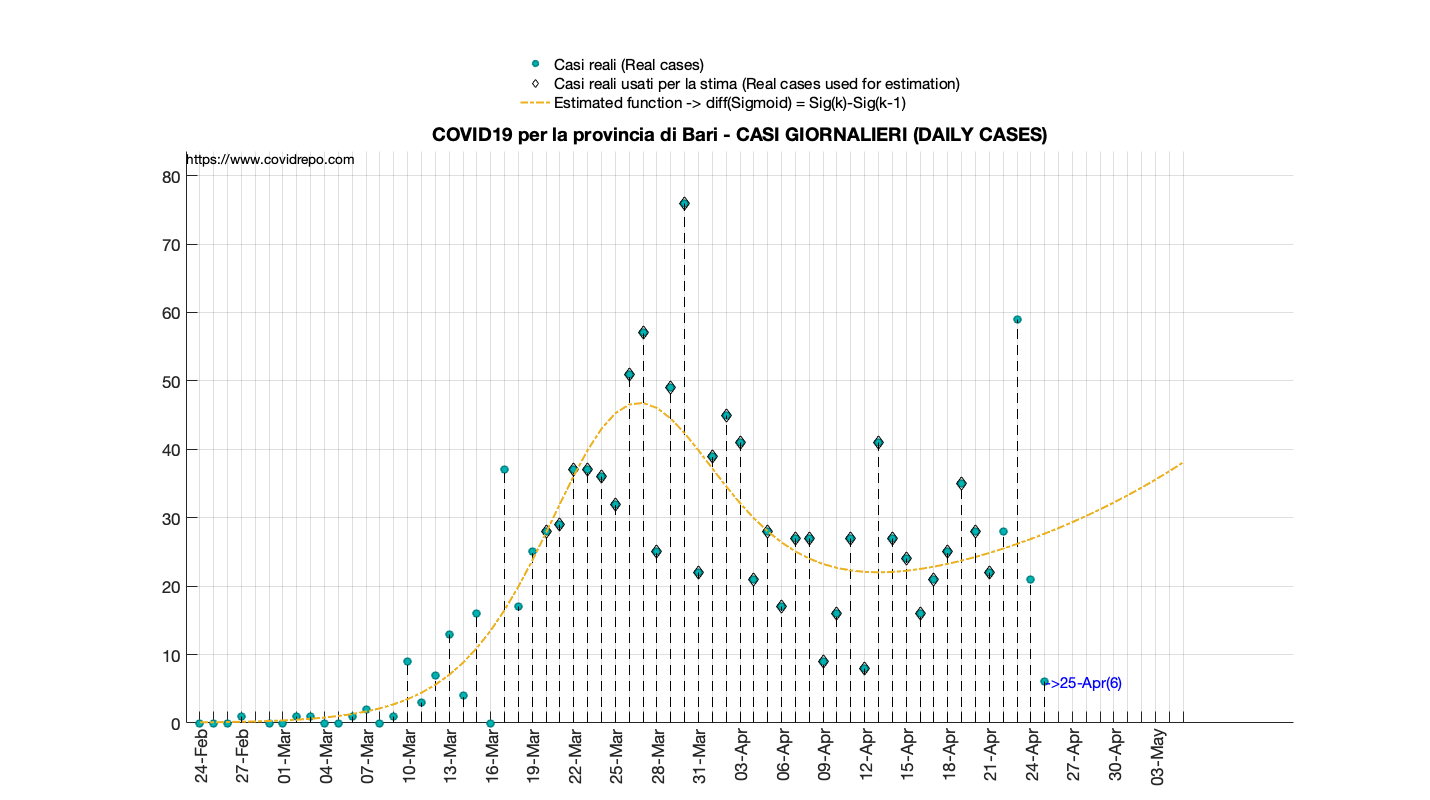 Casi reali (Real cases)
Casi reali usati per la stima (Real cases used for estimation)
Estimated function -> diff(Sigmoid) = Sig(k)-Sig(k-1)
COVID19 per la provincia di Bari - CASI GIORNALIERI (DAILY CASES)
https://www.covidrepo.com
80
70
60
50
40
30
20
10
0
->25-Apr(6)
24-Feb
27-Feb
01-Mar
04-Mar
07-Mar
10-Mar
13-Mar
16-Mar
19-Mar
22-Mar
25-Mar
28-Mar
31-Mar
03-Apr
06-Apr
09-Apr
12-Apr
15-Apr
18-Apr
21-Apr
24-Apr
27-Apr
30-Apr
03-May